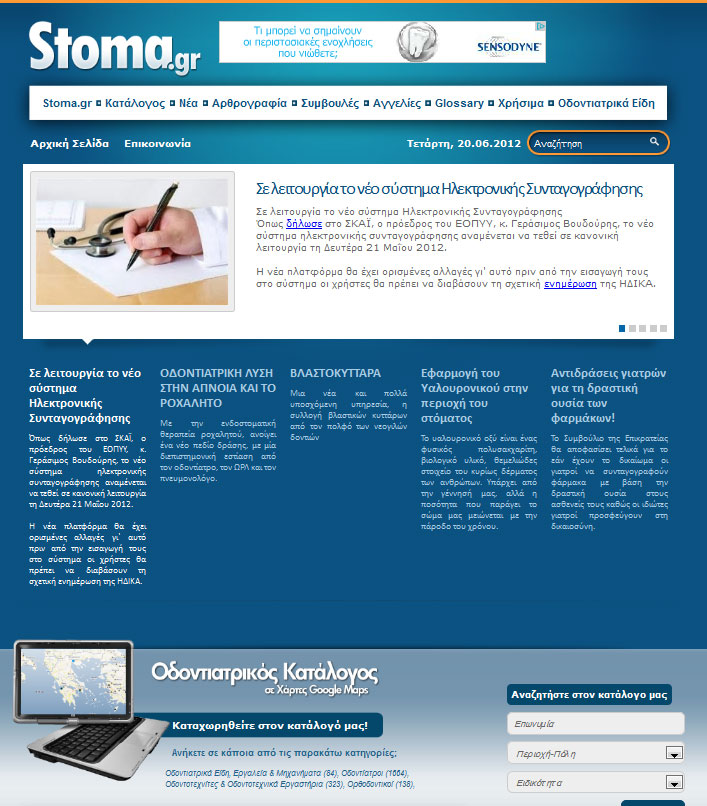 Stoma.gr
Τι μπορεί να σημαίνουν
οι περιστασιακές ενοχλήσεις
που νιώθετε;
SENSODYNE
Stoma.gr Κατάλογος Νέα Αρθρογραφία Συμβουλές Αγγελίες Glossary Χρήσιμα Οδοντιατρικά Είδη
Αρχική Σελίδα Επικοινωνία Τετάρτη, 20.06.2012 Αναζήτηση
Σε λειτουργία το νέο σύστημα Ηλεκτρονικής Συνταγογράφησης
Σε λειτουργία το νέο σύστημα Ηλεκτρονικής Συνταγογράφησης
Όπως δήλωσε στο ΣΚΑΪ, ο πρόεδρος του ΕΟΠΥΥ, κ. Γεράσιμος Βουδούρης, το νέο
σύστημα ηλεκτρονικής συνταγογράφησης αναμένεται να τεθεί σε κανονική
λειτουργία τη Δευτέρα 21 Μαΐου 2012.
Η νέα πλατφόρμα θα έχει ορισμένες αλλαγές γι' αυτό πριν από την εισαγωγή τους
στο σύστημα οι χρήστες θα πρέπει να διαβάσουν τη σχετική ενημέρωση της ΗΔΙΚΑ.
Σε λειτουργία το νέο
σύστημα
Ηλεκτρονικής
Συνταγογράφησης
Όπως δήλωσε στο ΣΚΑΪ, ο
πρόεδρος του ΕΟΠΥΥ, κ.
Γεράσιμος Βουδούρης, το νέο
σύστημα ηλεκτρονικής
συνταγογράφησης αναμένεται
να τεθεί σε κανονική λειτουργία
τη Δευτέρα 21 Μαΐου 2012.
Η νέα πλατφόρμα θα έχει
ορισμένες αλλαγές γι' αυτό
πριν από την εισαγωγή τους
στο σύστημα οι χρήστες θα
πρέπει να διαβάσουν τη
σχετική ενημέρωση της ΗΔΙΚΑ.
ΟΔΟΝΤΙΑΤΡΙΚΗ ΛΥΣΗ
ΣΤΗΝ ΑΠΝΟΙΑ ΚΑΙ ΤΟ
ΡΟΧΑΛΗΤΟ
Με την ενδοστοματική
θεραπεία ροχαλητού, ανοίγει
ένα νέο πεδίο δράσης, με μία
διεπιστημονική εστίαση από
τον οδοντίατρο, τον ΩΡΛ και τον
πνευμονολόγο.
ΒΛΑΣΤΟΚΥΤΤΑΡΑ
Μια νέα και πολλά
υποσχόμενη υπηρεσία, η
συλλογή βλαστικών κυττάρων
από τον πολφό των νεογιλών
δοντιών
Εφαρμογή του
Υαλουρονικού στην
περιοχή του
στόματος
Το υαλουρονικό οξύ είναι ένας
φυσικός πολυσακχαρίτη,
βιολογικό υλικό, θεμελιώδες
στοιχείο του κυρίως δέρματος
των ανθρώπων. Υπάρχει από
την γέννησή μας, αλλά η
ποσότητα που παράγει το
σώμα μας μειώνεται με την
πάροδο του χρόνου.
Αντιδράσεις γιατρών
για τη δραστική
ουσία των
φαρμάκων!
Το Συμβούλιο της Επικρατείας
θα αποφασίσει τελικά για το
εάν έχουν το δικαίωμα οι
γιατροί να συνταγογραφούν
φάρμακα με βάση την
δραστική ουσία στους
ασθενείς τους καθώς οι ιδιώτες
γιατροί προσφεύγουν στη
δικαιοσύνη.
Οδοντιατρικός Κατάλογος
σε Χάρτες Google Maps
Καταχωρηθείτε στον κατάλογό μας!
Ανήκετε σε κάποια από τις παρακάτω κατηγορίες;
Οδοντιατρικά Είδη, Εργαλεία & Μηχανήματα (84), Οδοντίατροι (1664),
Οδοντοτεχνίτες & Οδοντοτεχνικά Εργαστήρια (323), Ορθοδοντικοί (138),
Αναζητήστε στον κατάλογο μας
Επωνυμία
Περιοχή-Πόλη
Ειδικότητα